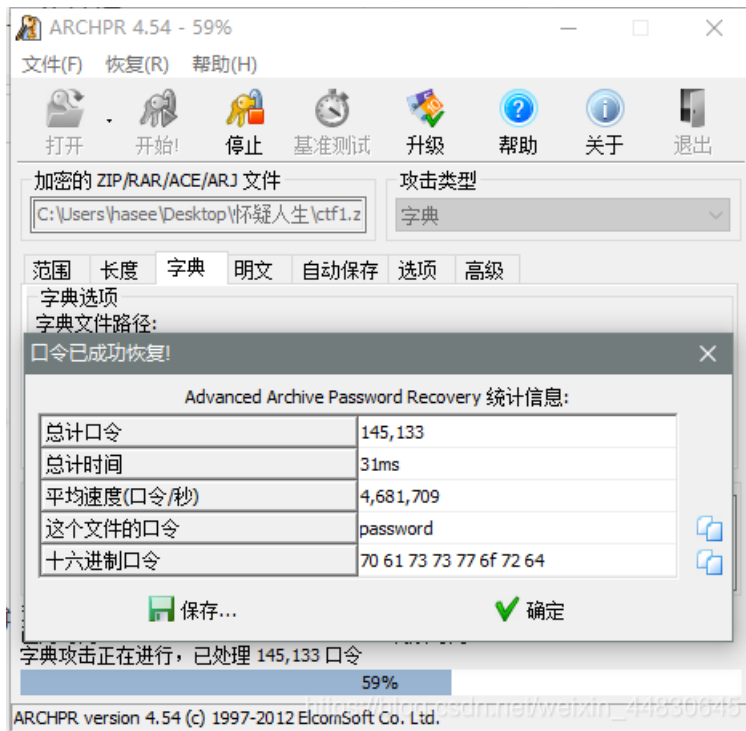 ARCHPR 4.54 - 59%
文件(F) 恢复(R) 帮助(H)
打开 开始! 停止 基准测试 升级 帮助 关于 退出
加密的 ZIP/RAR/ACE/ARJ 文件 攻击类型
C:\Users\hasee\Desktop\怀疑人生\ctf1.z 字典
范围 长度 字典 明文 自动保存 选项 高级
字典选项
字典文件路径:
口令已成功恢复!
Advanced Archive Password Recovery 统计信息:
总计口令 145,133
总计时间 31ms
平均速度(口令/秒) 4,681,709
这个文件的口令 password
十六进制口令 70 61 73 73 77 6f 72 64
保存... 确定
字典攻击正在进行，已处理 145,133 口令
59%
https://blog.csdn.net/weixin_44830645
ARCHPR version 4.54 (c) 1997-2012 ElcomSoft Co. Ltd.